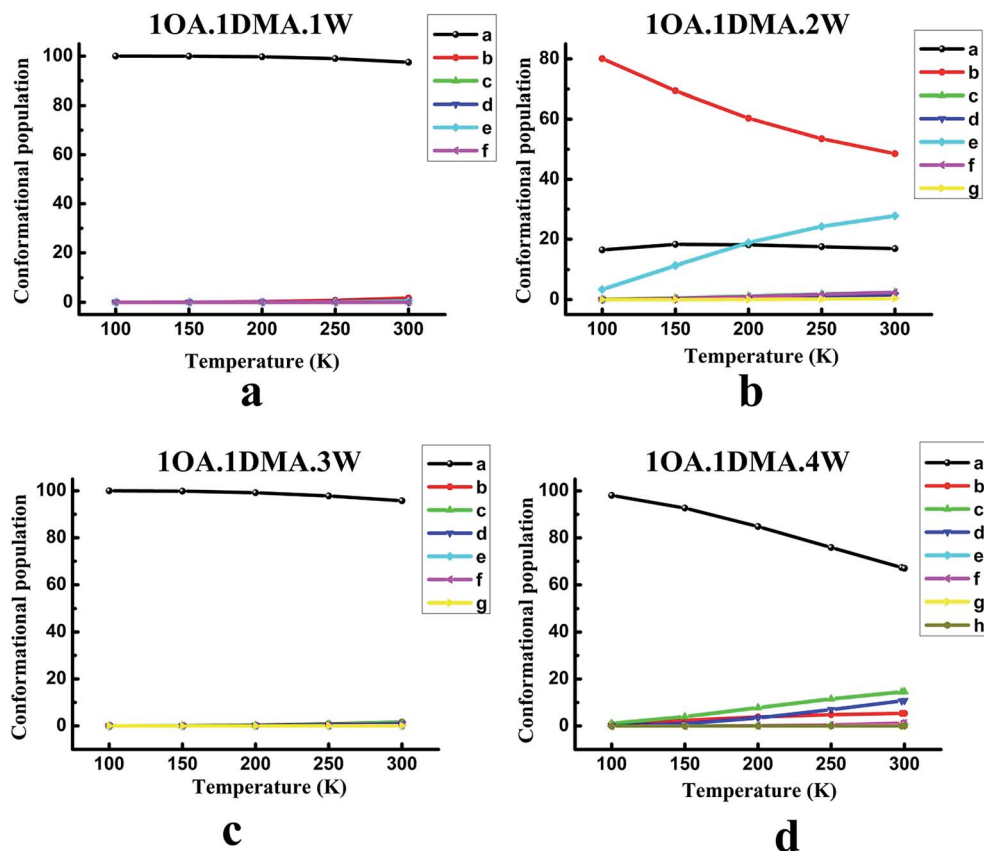 1OA.1DMA.1W
a
b
c
d
e
f
100
80
60
40
20
0
Conformational population
100 150 200 250 300
Temperature (K)
a
1OA.1DMA.2W
a
b
c
d
e
f
g
80
60
40
20
0
Conformational population
100 150 200 250 300
Temperature (K)
b
1OA.1DMA.3W
a
b
c
d
e
f
g
100
80
60
40
20
0
Conformational population
100 150 200 250 300
Temperature (K)
c
1OA.1DMA.4W
a
b
c
d
e
f
g
h
100
80
60
40
20
0
Conformational population
100 150 200 250 300
Temperature (K)
d